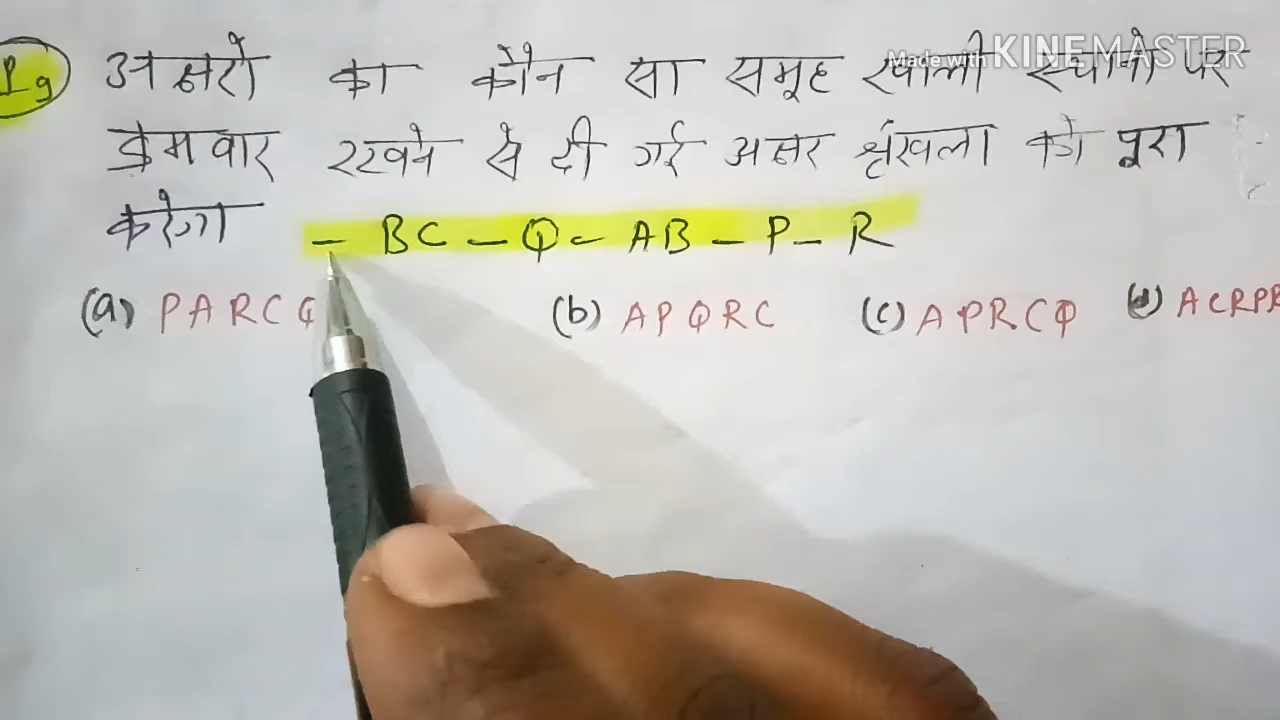 Made with KINEMASTER
19 अक्षरो का कौन सा समूह खाली स्थानो पर
क्रमवार रखने से दी गई अक्षर श्रृंखला को पूरा
करेगा _ BC _ Q _ AB _ P _ R
(a) PARCQ (b) APQRC (c) APRCQ (d) ACRPR